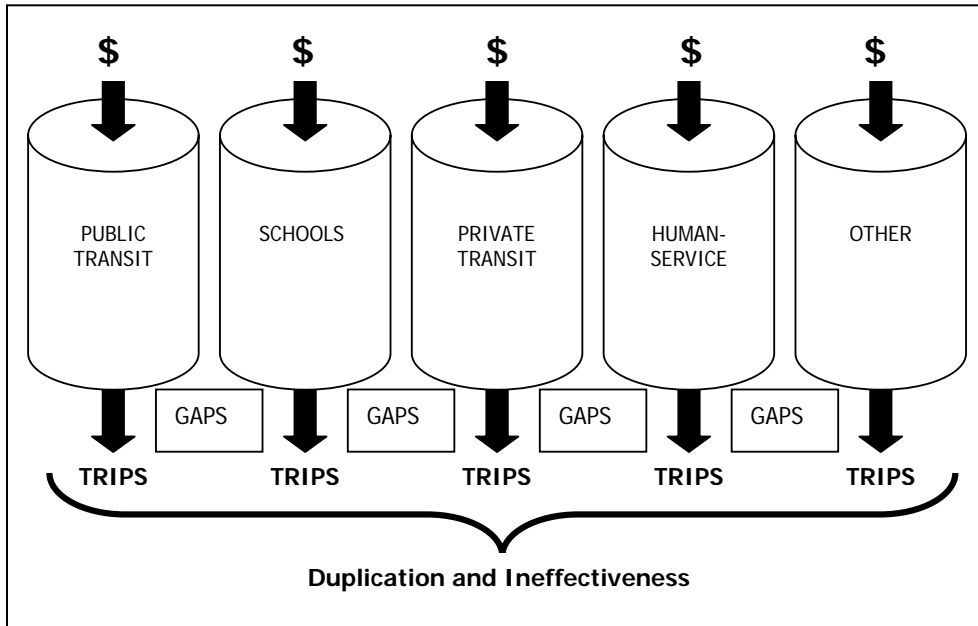 $ $ $ $ $
PUBLIC
TRANSIT
SCHOOLS
PRIVATE
TRANSIT
HUMAN-
SERVICE
OTHER
GAPS GAPS GAPS GAPS
TRIPS TRIPS TRIPS TRIPS TRIPS
Duplication and Ineffectiveness